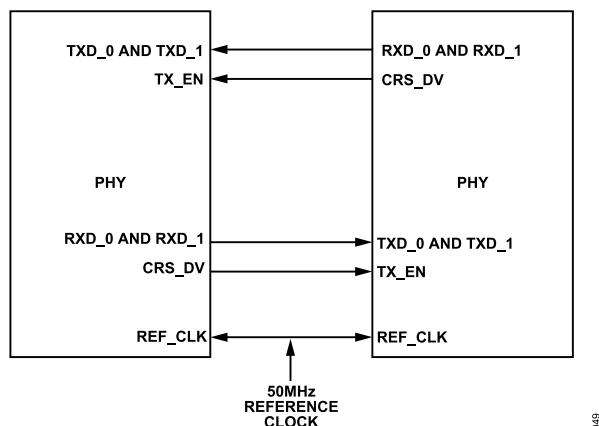 TXD_0 AND TXD_1
RXD_0 AND RXD_1
TX_EN
CRS_DV
PHY
PHY
RXD_0 AND RXD_1
TXD_0 AND TXD_1
CRS_DV
TX_EN
REF_CLK
REF_CLK
50MHz
REFERENCE
CLOCK
049